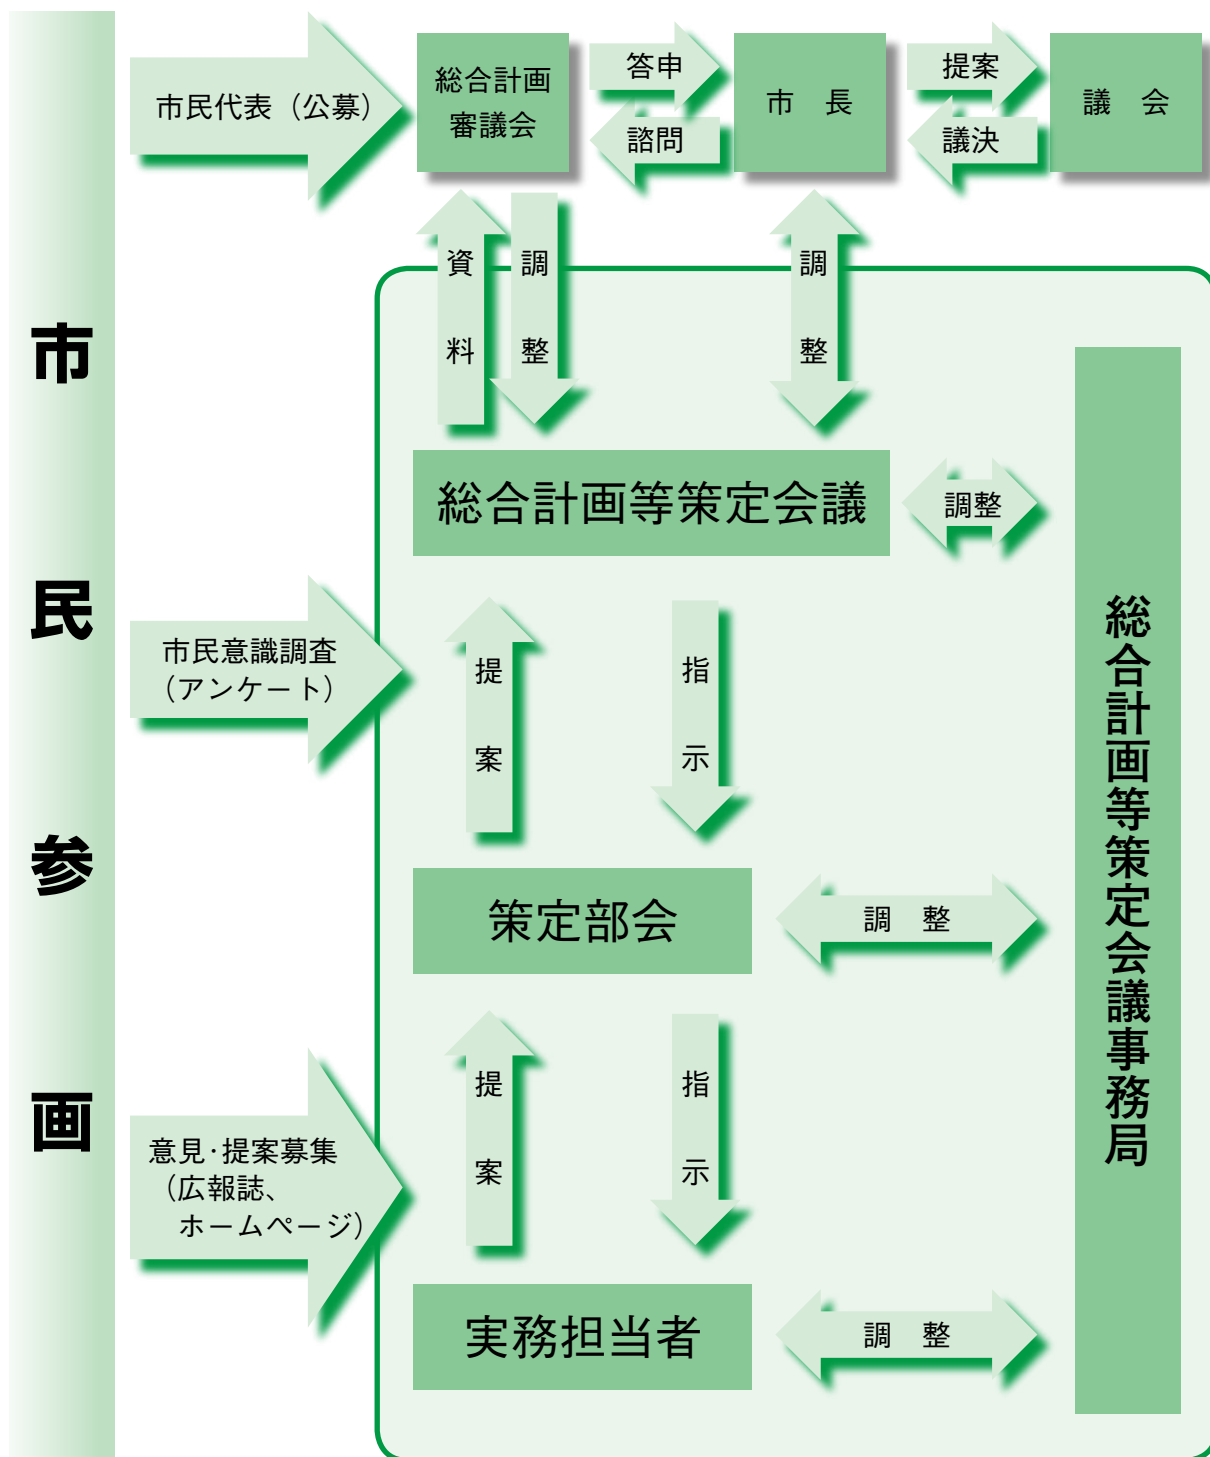 市民参画
市民代表（公募）
総合計画
審議会
答申
諮問
市　長
提案
議決
議　会
資料
調整
調整
総合計画等策定会議
調整
市民意識調査
（アンケート）
提案
指示
策定部会
調　整
意見・提案募集
（広報誌、
ホームページ）
提案
指示
実務担当者
調　整
総合計画等策定会議事務局